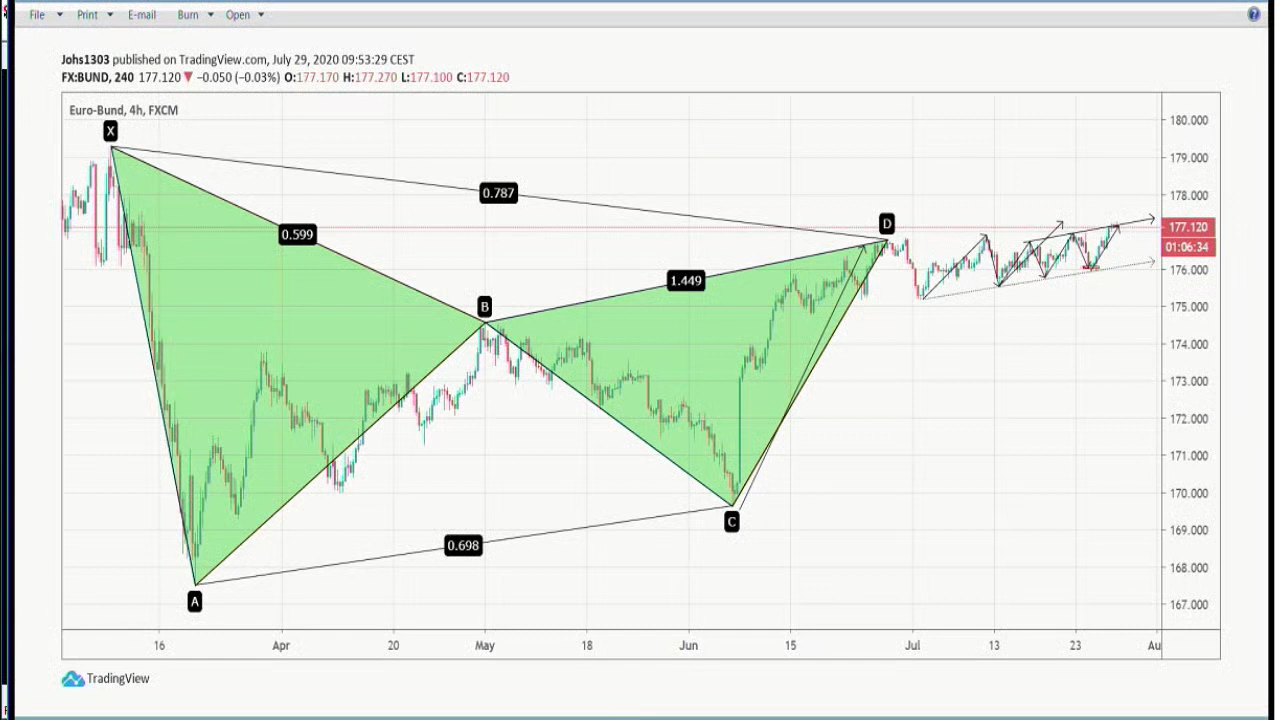 File Print E-mail Burn Open
Johs1303 published on TradingView.com, July 29, 2020 09:53:29 CEST
FX:BUND, 240 177.120 ▼ −0.050 (−0.03%) O:177.170 H:177.270 L:177.100 C:177.120
Euro-Bund, 4h, FXCM
X
0.787
0.599
D
1.449
B
C
0.698
A
180.000
179.000
178.000
177.120
01:06:34
176.000
175.000
174.000
173.000
172.000
171.000
170.000
169.000
168.000
167.000
16 Apr 20 May 18 Jun 15 Jul 13 23 Au
TradingView